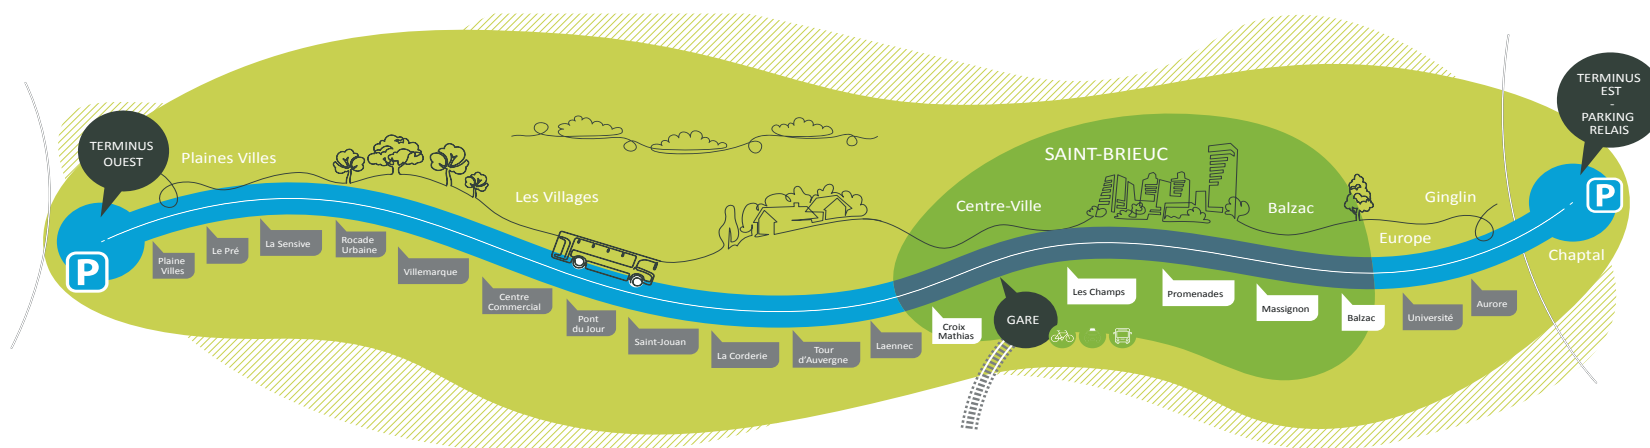 TERMINUS
OUEST
P
Plaines Villes
Les Villages
SAINT-BRIEUC
Centre-Ville
Balzac
Europe
Ginglin
Chaptal
TERMINUS
EST
-
PARKING
RELAIS
P
Plaine
Villes
Le Pré
La Sensive
Rocade
Urbaine
Villemarque
Centre
Commercial
Pont
du Jour
Saint-Jouan
La Corderie
Tour
d'Auvergne
Laennec
Croix
Mathias
GARE
Les Champs
Promenades
Massignon
Balzac
Université
Aurore